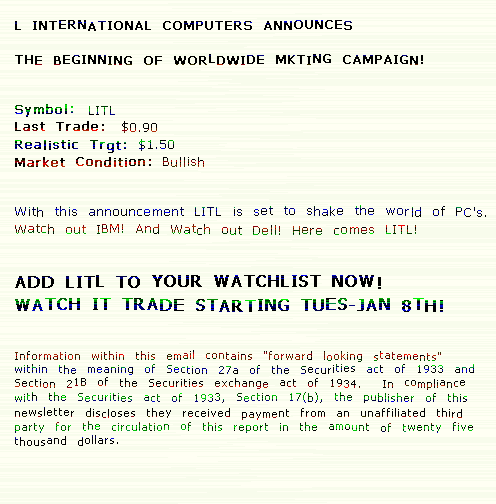 L INTERNATIONAL COMPUTERS ANNOUNCES
THE BEGINNING OF WORLDWIDE MKTING CAMPAIGN!
Symbol: LITL
Last Trade: $0.90
Realistic Trgt: $1.50
Market Condition: Bullish
With this announcement LITL is set to shake the world of PC's.
Watch out IBM! And Watch out Dell! Here comes LITL!
ADD LITL TO YOUR WATCHLIST NOW!
WATCH IT TRADE STARTING TUES-JAN 8TH!
Information within this email contains "forward looking statements"
within the meaning of Section 27a of the Securities act of 1933 and
Section 21B of the Securities exchange act of 1934. In compliance
with the Securities act of 1933, Section 17(b), the publisher of this
newsletter discloses they received payment from an unaffiliated third
party for the circulation of this report in the amount of twenty five
thousand dollars.